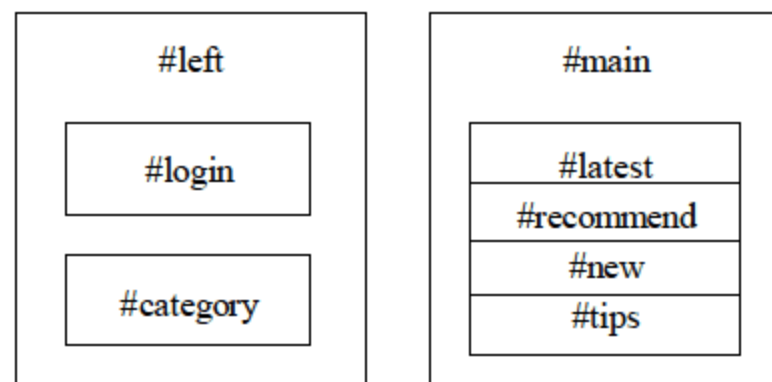 #left
#login
#category
#main
#latest
#recommend
#new
#tips